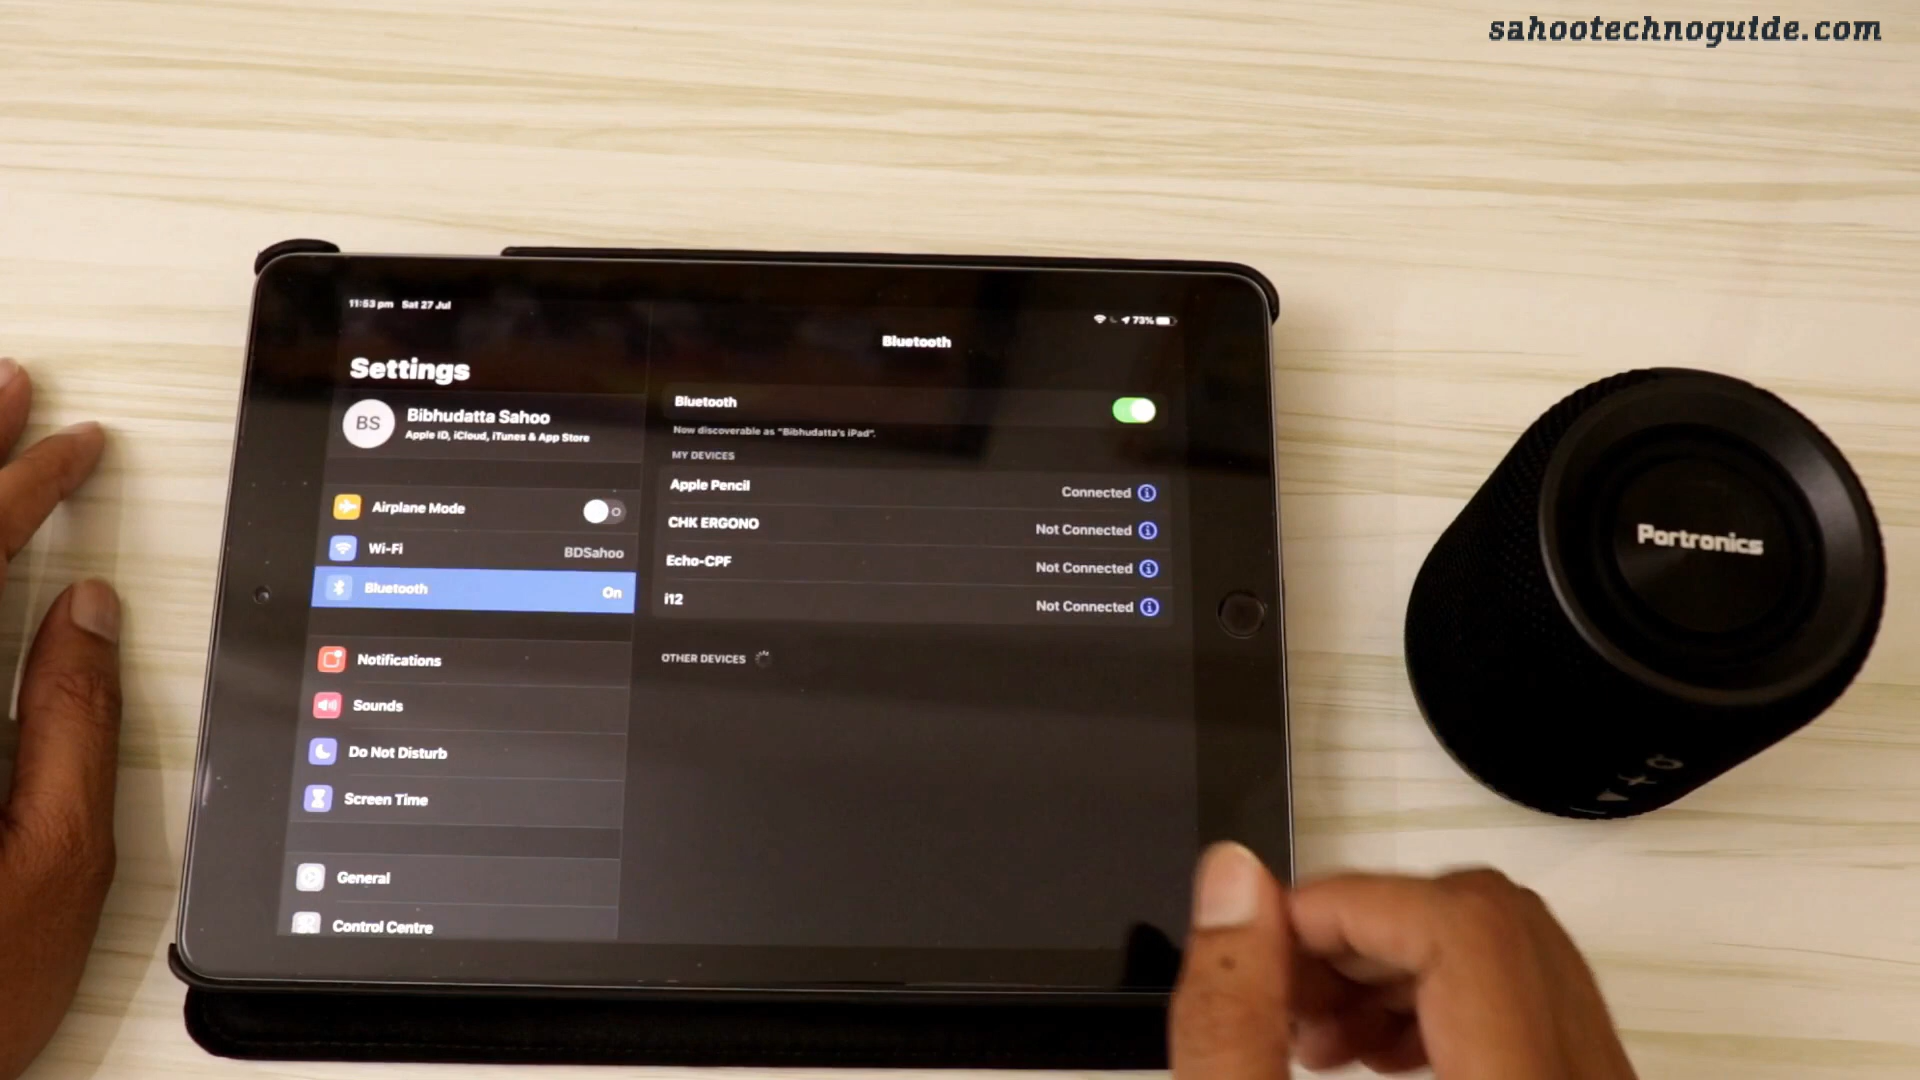 sahootechnoguide.com
11:53 pm Sat 27 Jul
73%
Settings
BS
Bibhudatta Sahoo
Apple ID, iCloud, iTunes & App Store
Airplane Mode
Wi-Fi BDSahoo
Bluetooth On
Notifications
Sounds
Do Not Disturb
Screen Time
General
Control Centre
Bluetooth
Bluetooth
Now discoverable as "Bibhudatta's iPad".
MY DEVICES
Apple Pencil Connected
CHK ERGONO Not Connected
Echo-CPF Not Connected
i12 Not Connected
OTHER DEVICES
Portronics